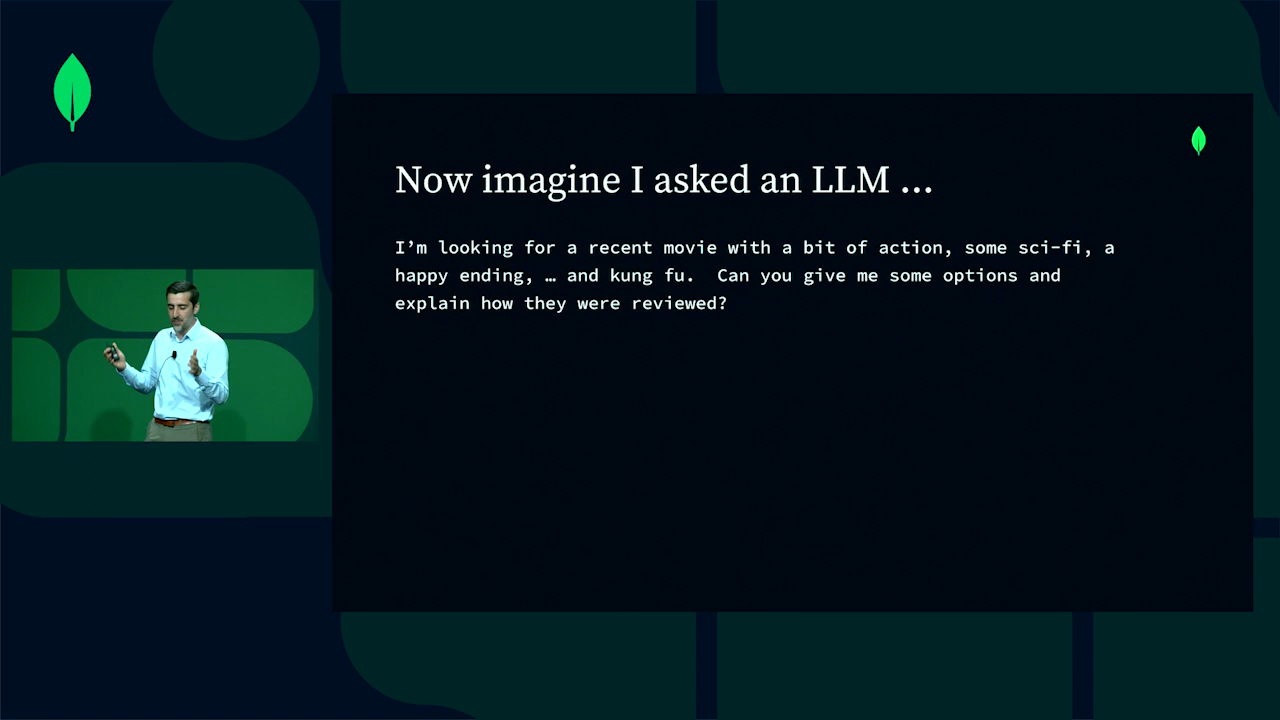 Now imagine I asked an LLM ...
I’m looking for a recent movie with a bit of action, some sci-fi, a
happy ending, … and kung fu.  Can you give me some options and
explain how they were reviewed?